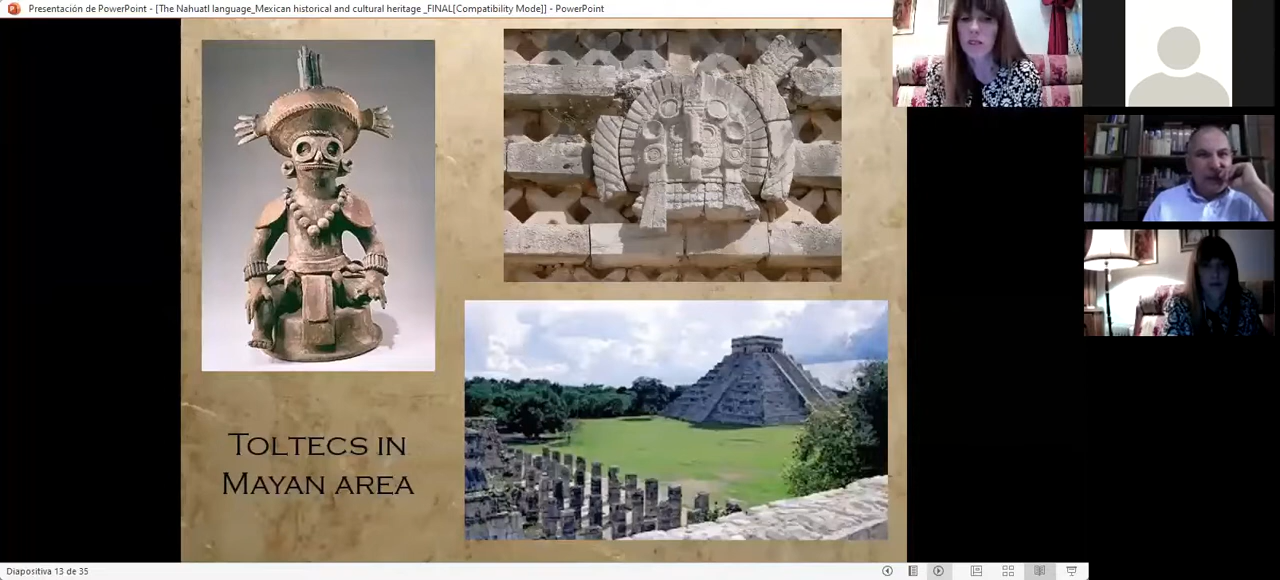 Presentación de PowerPoint - [The Nahuatl language_Mexican historical and cultural heritage _FINAL[Compatibility Mode]] - PowerPoint
TOLTECS IN
MAYAN AREA
Diapositiva 13 de 35